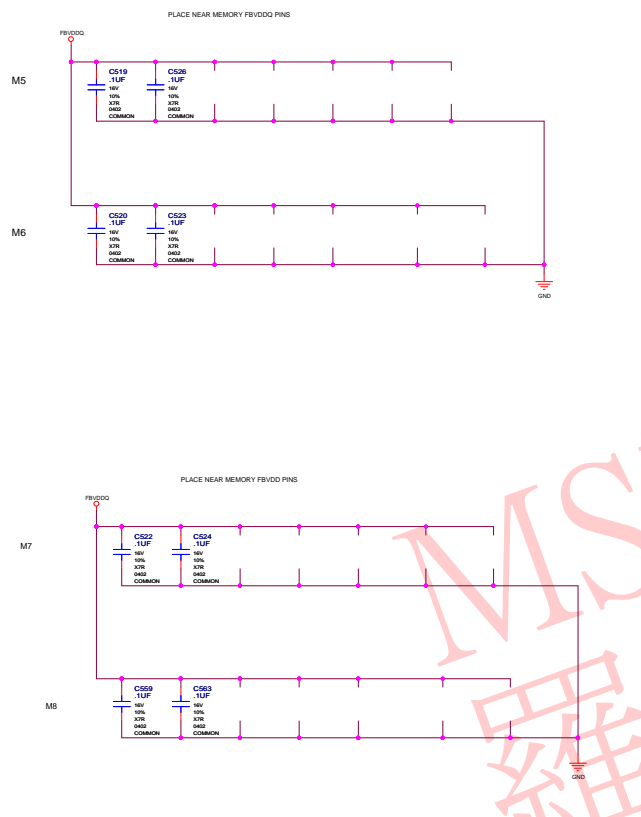 PLACE NEAR MEMORY FBVDDQ PINS
FBVDDQ
M5
C519
.1UF
16V
10%
X7R
0402
COMMON
C526
.1UF
16V
10%
X7R
0402
COMMON
M6
C520
.1UF
16V
10%
X7R
0402
COMMON
C523
.1UF
16V
10%
X7R
0402
COMMON
GND
PLACE NEAR MEMORY FBVDD PINS
FBVDDQ
M7
C522
.1UF
16V
10%
X7R
0402
COMMON
C524
.1UF
16V
10%
X7R
0402
COMMON
M8
C559
.1UF
16V
10%
X7R
0402
COMMON
C563
.1UF
16V
10%
X7R
0402
COMMON
GND
MS
羅